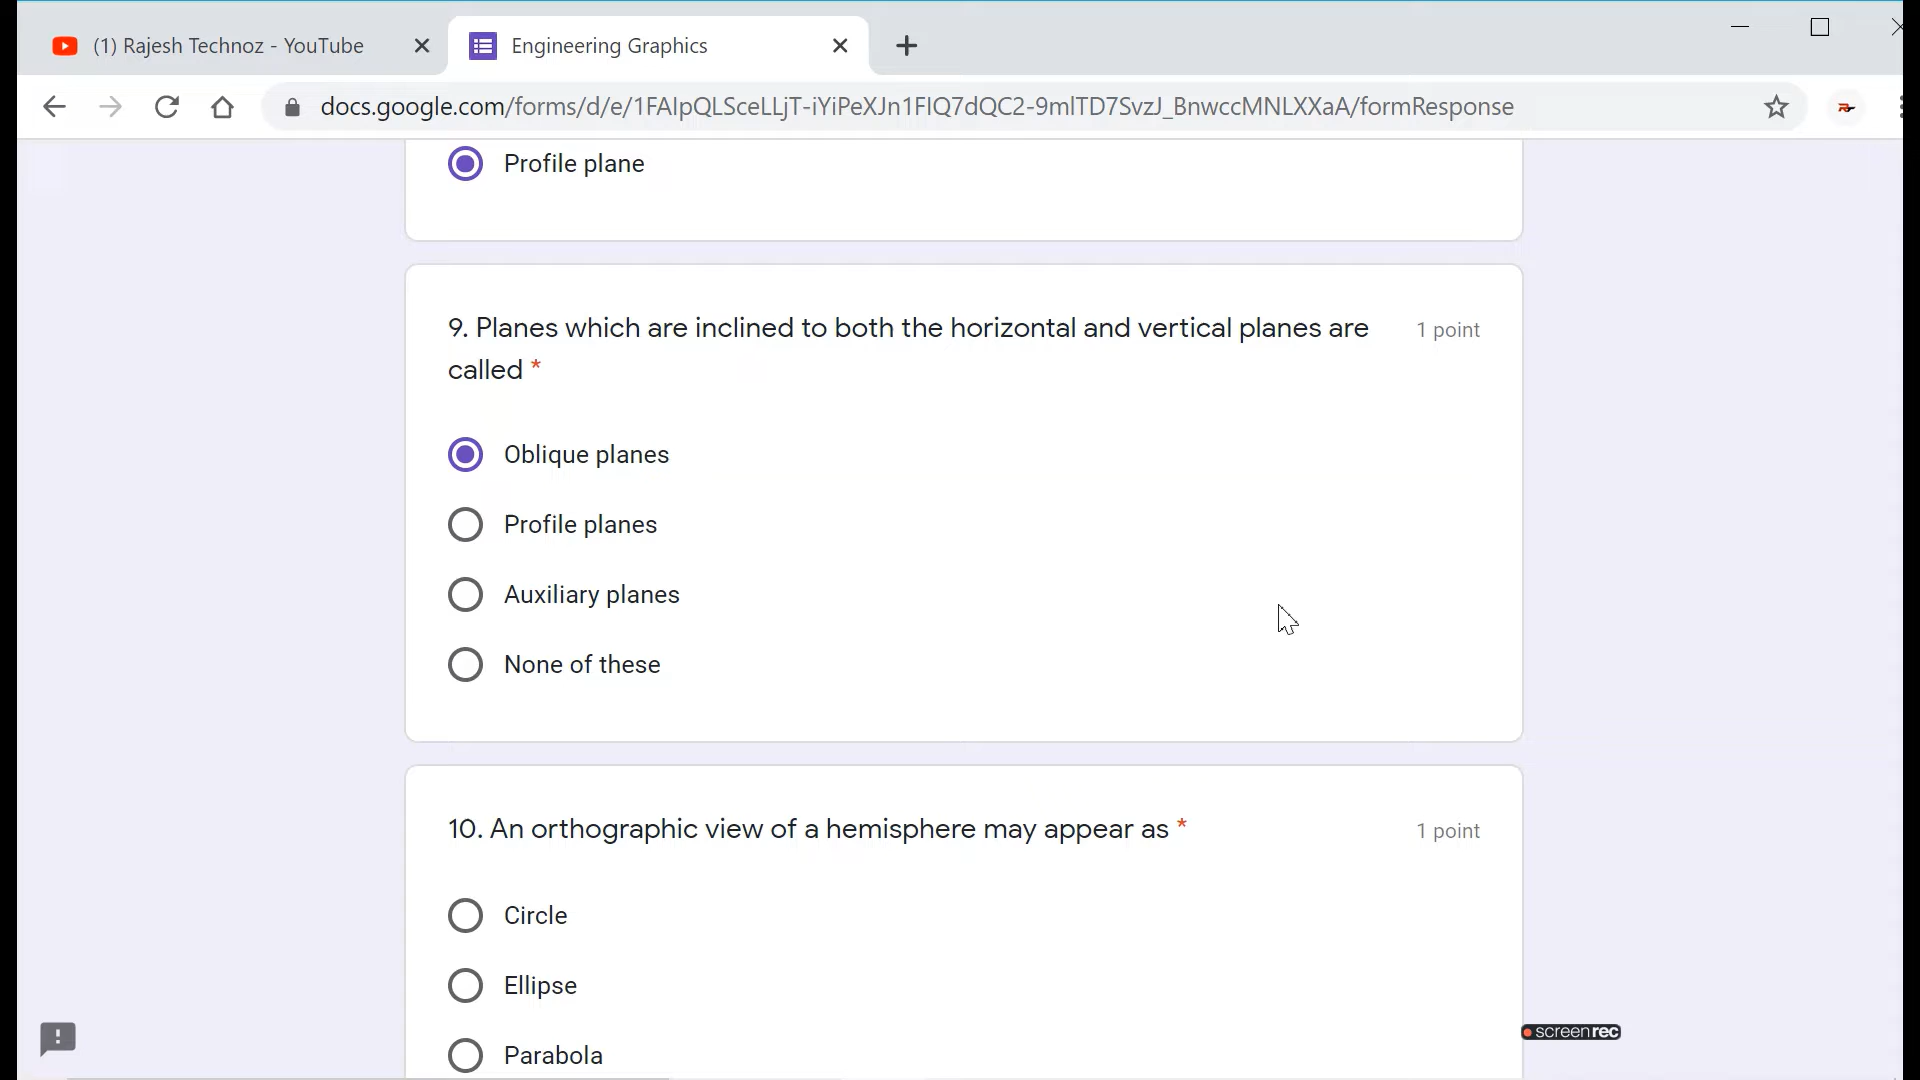 (1) Rajesh Technoz - YouTube
Engineering Graphics
docs.google.com/forms/d/e/1FAIpQLSceLLjT-iYiPeXJn1FIQ7dQC2-9mlTD7SvzJ_BnwccMNLXXaA/formResponse
Profile plane
9. Planes which are inclined to both the horizontal and vertical planes are
called *
1 point
Oblique planes
Profile planes
Auxiliary planes
None of these
10. An orthographic view of a hemisphere may appear as *
1 point
Circle
Ellipse
Parabola
screenrec